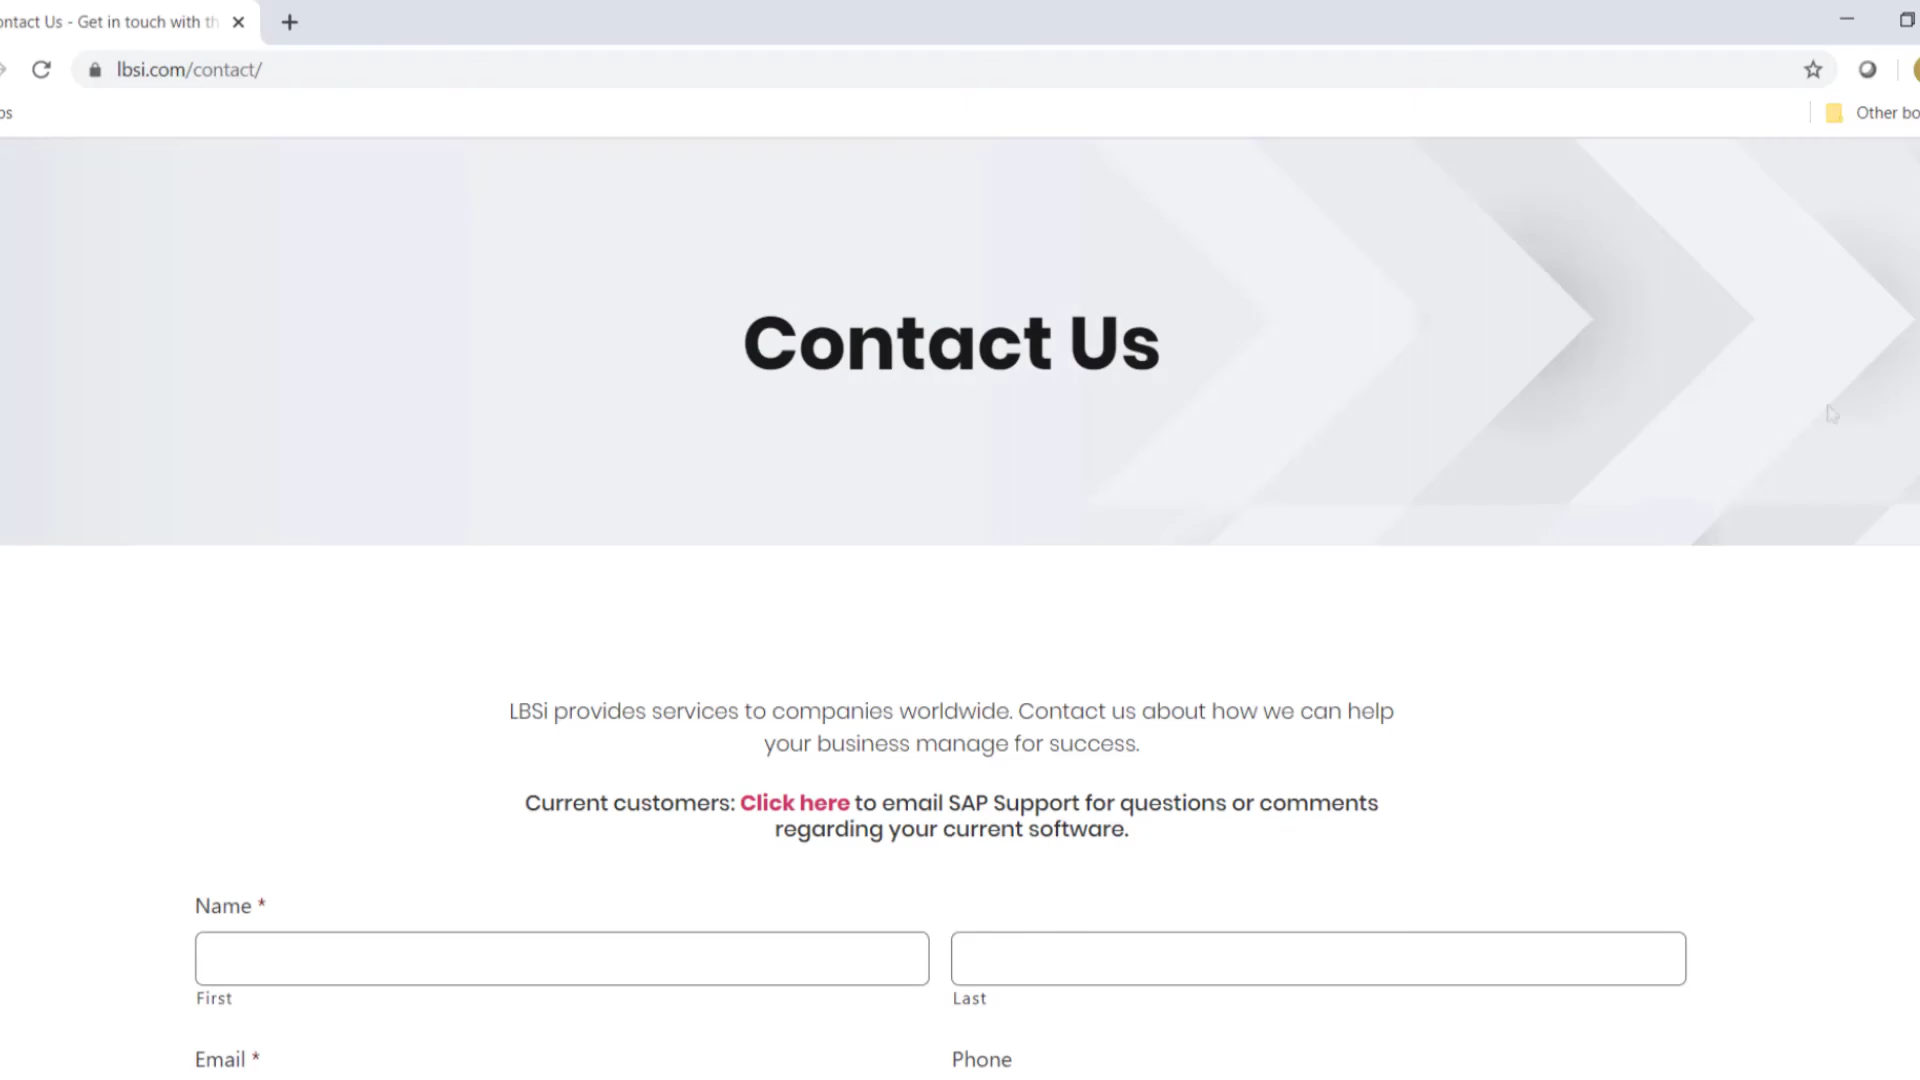 ontact Us - Get in touch with th
lbsi.com/contact/
ps
Other bo
Contact Us
LBSi provides services to companies worldwide. Contact us about how we can help
your business manage for success.
Current customers: Click here to email SAP Support for questions or comments
regarding your current software.
Name *
First
Last
Email *
Phone